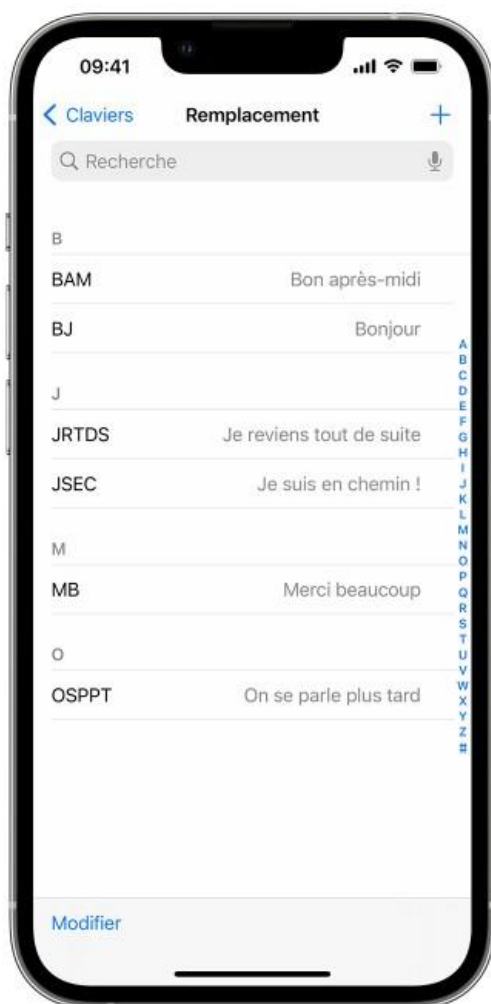 09:41
Claviers Remplacement +
Recherche
B
BAM Bon après-midi
BJ Bonjour
J
JRTDS Je reviens tout de suite
JSEC Je suis en chemin !
M
MB Merci beaucoup
O
OSPPT On se parle plus tard
A
B
C
D
E
F
G
H
I
J
K
L
M
N
O
P
Q
R
S
T
U
V
W
X
Y
Z
#
Modifier